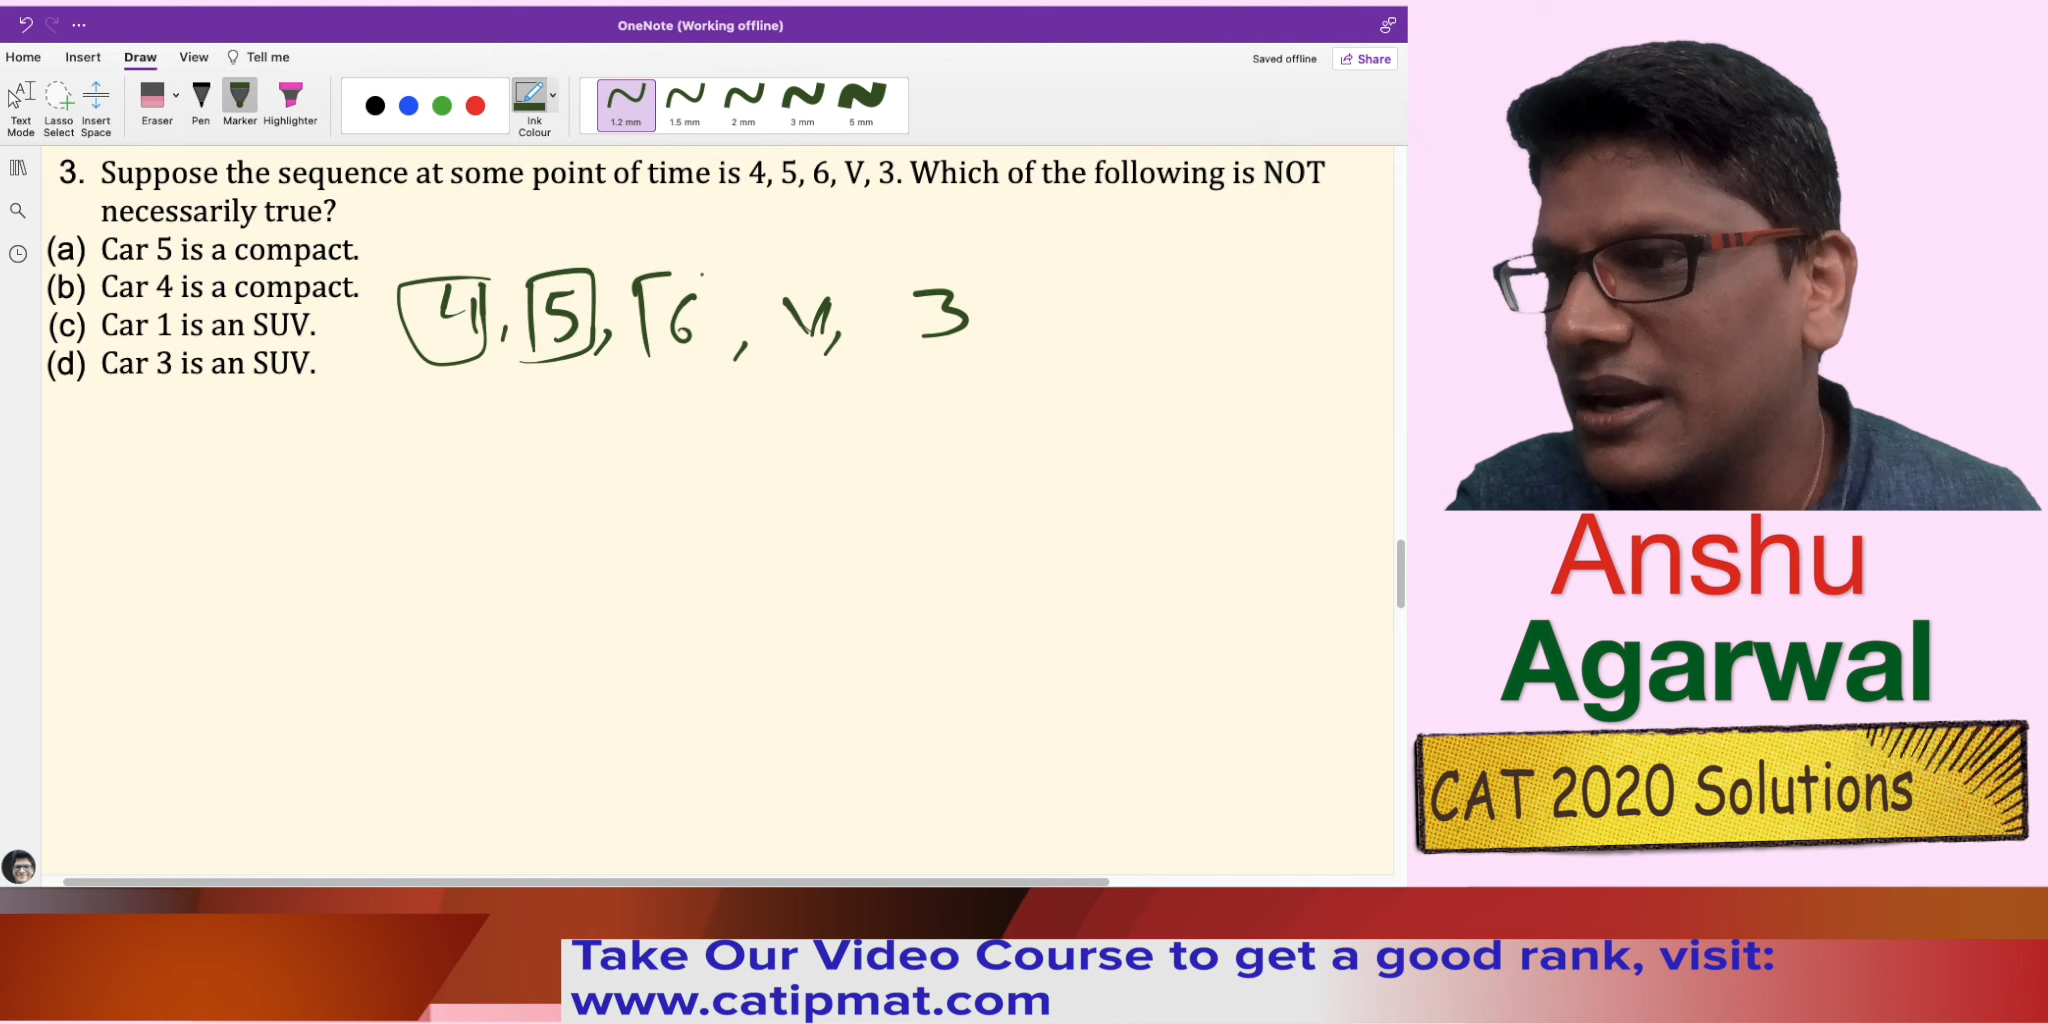 OneNote (Working offline)
Home Insert Draw View Tell me
Saved offline Share
Text Mode
Lasso Select
Insert Space
Eraser
Pen
Marker
Highlighter
Ink Colour
1.2 mm 1.5 mm 2 mm 3 mm 5 mm
3. Suppose the sequence at some point of time is 4, 5, 6, V, 3. Which of the following is NOT
necessarily true?
(a) Car 5 is a compact.
(b) Car 4 is a compact.
(c) Car 1 is an SUV.
(d) Car 3 is an SUV.
4, 5, 6, V, 3
Anshu
Agarwal
CAT 2020 Solutions
Take Our Video Course to get a good rank, visit:
www.catipmat.com